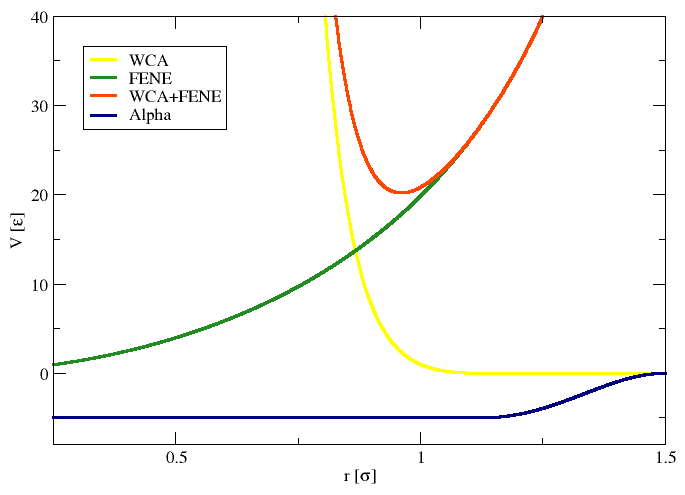 40
30
20
10
0
V [ε]
WCA
FENE
WCA+FENE
Alpha
0.5
1
1.5
r [σ]